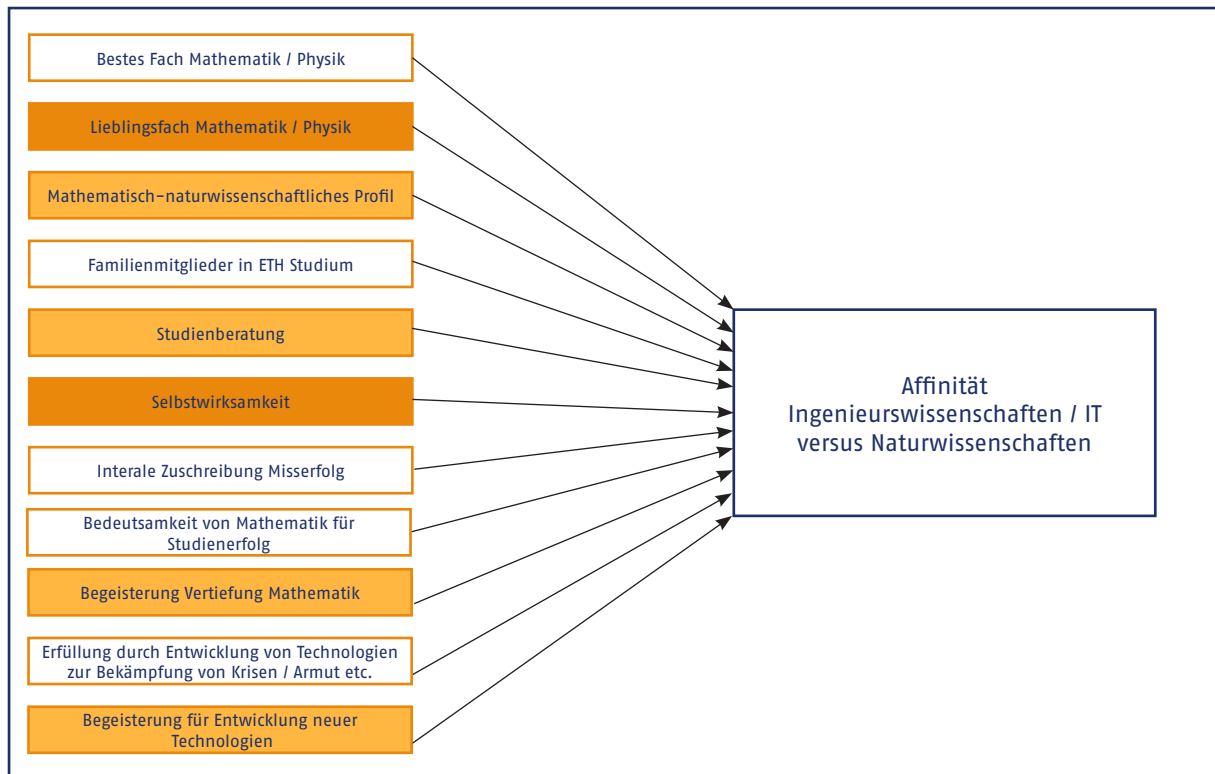 Bestes Fach Mathematik / Physik
Lieblingsfach Mathematik / Physik
Mathematisch-naturwissenschaftliches Profil
Familienmitglieder in ETH Studium
Studienberatung
Selbstwirksamkeit
Interale Zuschreibung Misserfolg
Bedeutsamkeit von Mathematik für
Studienerfolg
Begeisterung Vertiefung Mathematik
Erfüllung durch Entwicklung von Technologien
zur Bekämpfung von Krisen / Armut etc.
Begeisterung für Entwicklung neuer
Technologien
Affinität
Ingenieurswissenschaften / IT
versus Naturwissenschaften